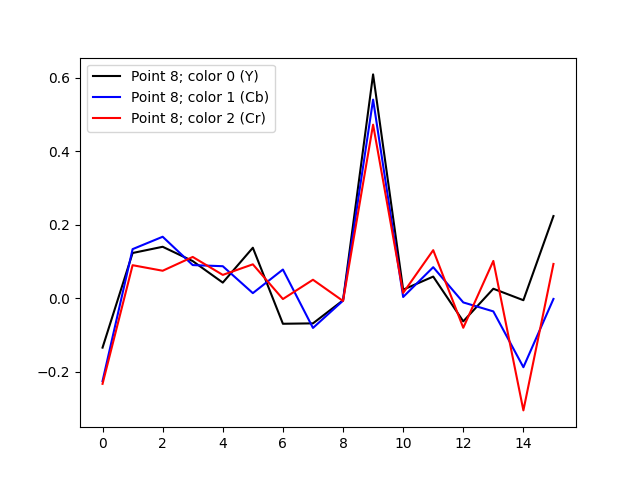 Point 8; color 0 (Y)
Point 8; color 1 (Cb)
Point 8; color 2 (Cr)
0.6
0.4
0.2
0.0
−0.2
0 2 4 6 8 10 12 14